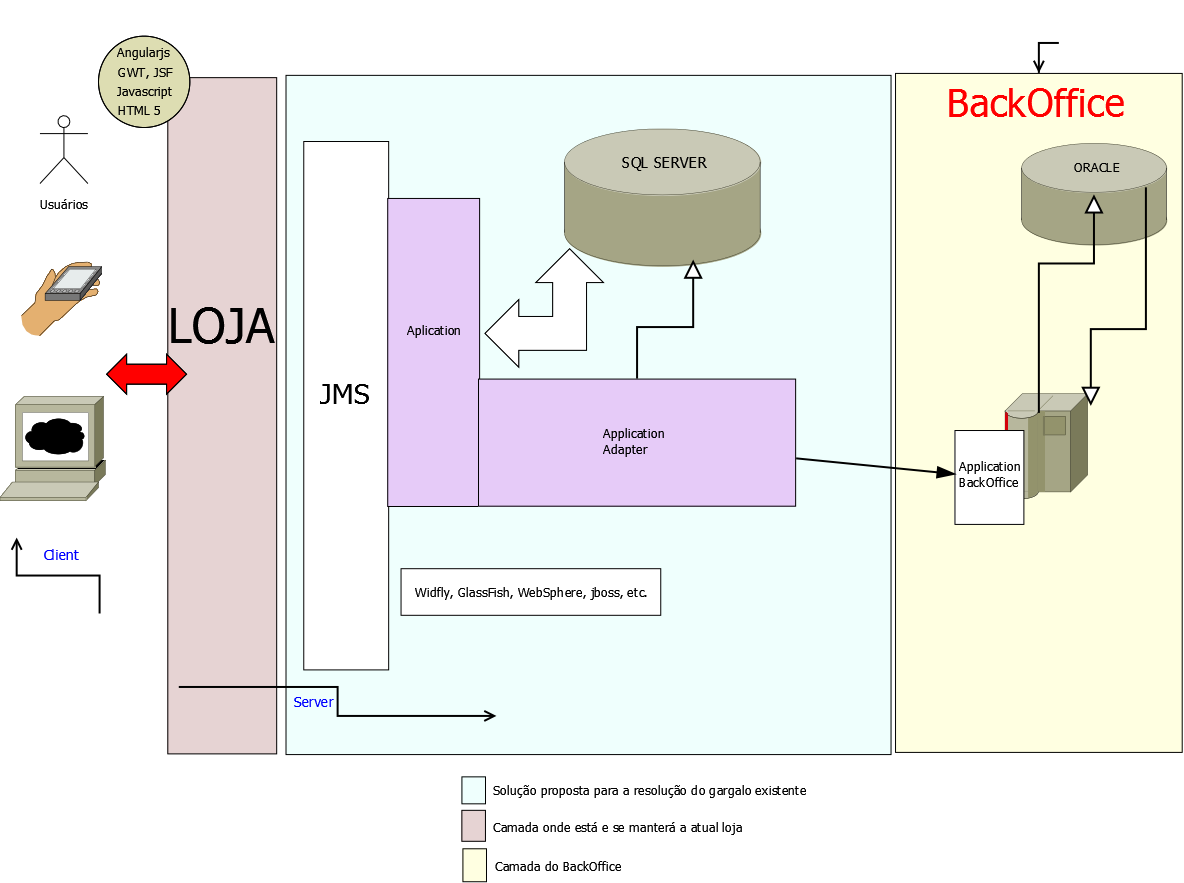 Angularjs
GWT, JSF
Javascript
HTML 5
Usuários
LOJA
Client
JMS
Aplication
SQL SERVER
Application
Adapter
Widfly, GlassFish, WebSphere, jboss, etc.
Server
BackOffice
ORACLE
Application
BackOffice
Solução proposta para a resolução do gargalo existente
Camada onde está e se manterá a atual loja
Camada do BackOffice